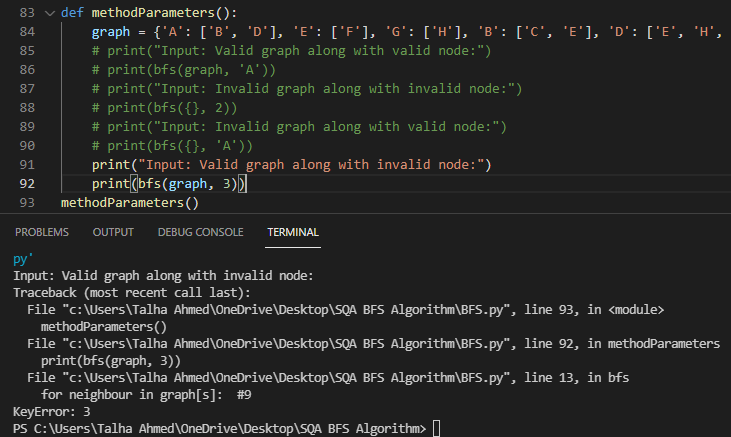 83 def methodParameters():
84 graph = {'A': ['B', 'D'], 'E': ['F'], 'G': ['H'], 'B': ['C', 'E'], 'D': ['E', 'H',
85 # print("Input: Valid graph along with valid node:")
86 # print(bfs(graph, 'A'))
87 # print("Input: Invalid graph along with invalid node:")
88 # print(bfs({}, 2))
89 # print("Input: Invalid graph along with valid node:")
90 # print(bfs({}, 'A'))
91 print("Input: Valid graph along with invalid node:")
92 print(bfs(graph, 3))
93 methodParameters()
PROBLEMS OUTPUT DEBUG CONSOLE TERMINAL
py'
Input: Valid graph along with invalid node:
Traceback (most recent call last):
File "c:\Users\Talha Ahmed\OneDrive\Desktop\SQA BFS Algorithm\BFS.py", line 93, in <module>
methodParameters()
File "c:\Users\Talha Ahmed\OneDrive\Desktop\SQA BFS Algorithm\BFS.py", line 92, in methodParameters
print(bfs(graph, 3))
File "c:\Users\Talha Ahmed\OneDrive\Desktop\SQA BFS Algorithm\BFS.py", line 13, in bfs
for neighbour in graph[s]: #9
KeyError: 3
PS C:\Users\Talha Ahmed\OneDrive\Desktop\SQA BFS Algorithm>